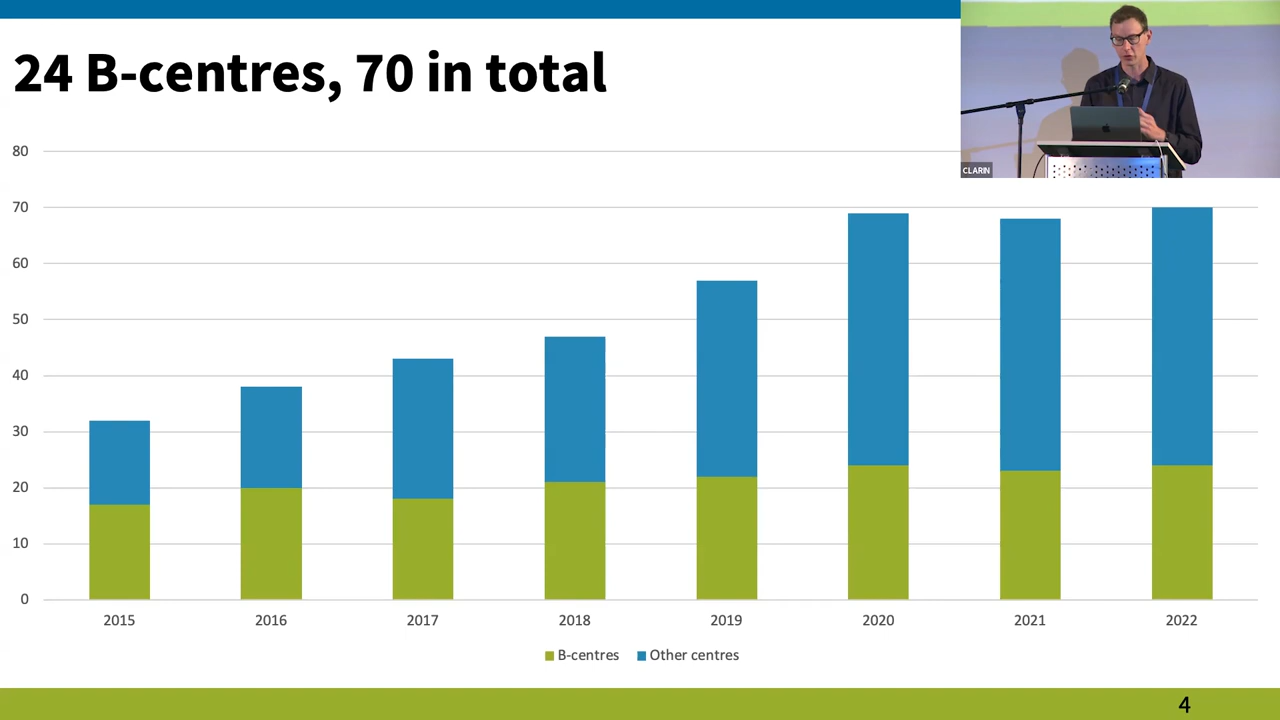 24 B-centres, 70 in total
CLARIN
80
70
60
50
40
30
20
10
0
2015 2016 2017 2018 2019 2020 2021 2022
B-centres Other centres
4